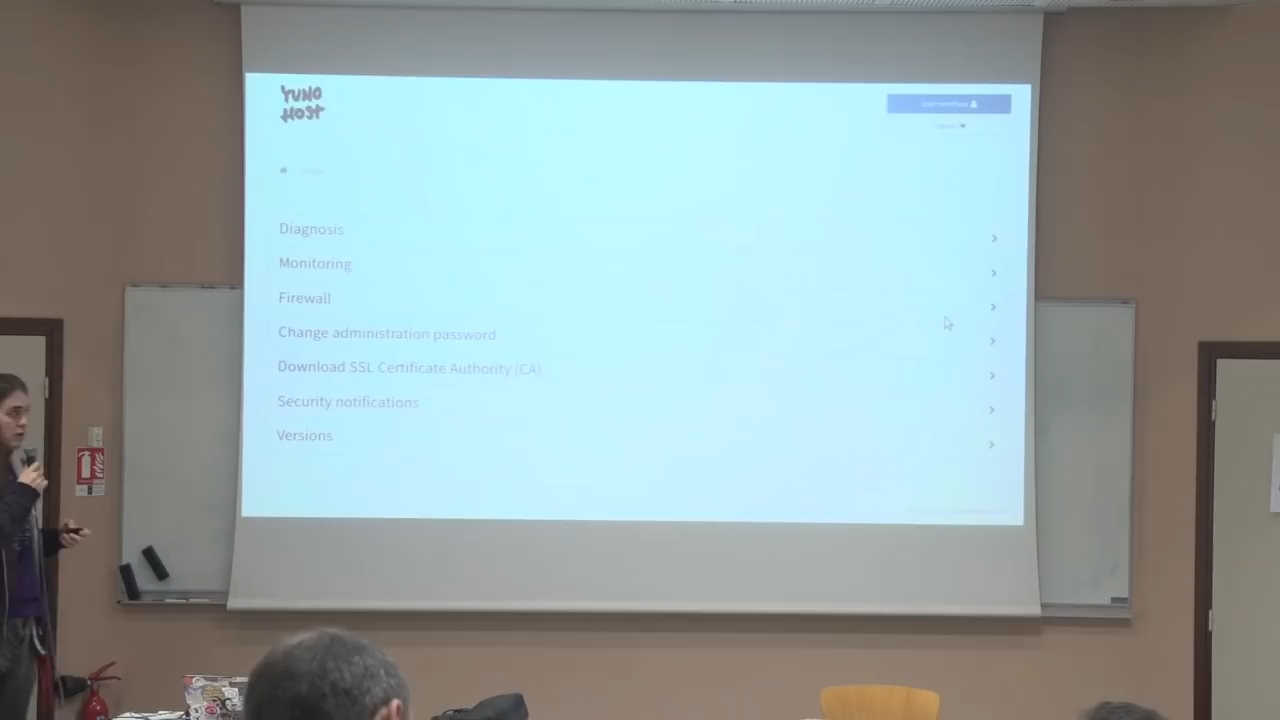 YUNO
HOST
Diagnosis
Monitoring
Firewall
Change administration password
Download SSL Certificate Authority (CA)
Security notifications
Versions